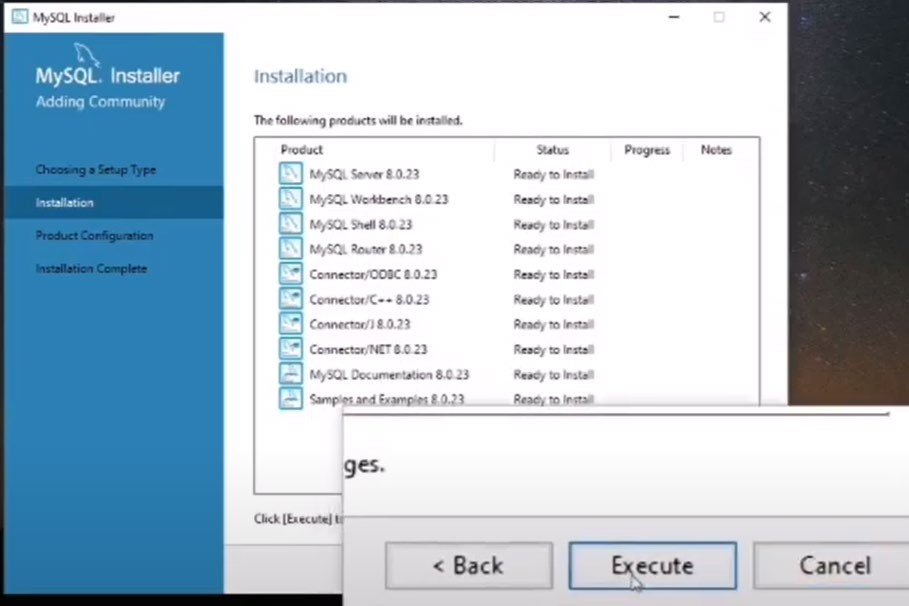 MySQL Installer
MySQL. Installer
Adding Community
Choosing a Setup Type
Installation
Product Configuration
Installation Complete
Installation
The following products will be installed.
Product Status Progress Notes
MySQL Server 8.0.23 Ready to Install
MySQL Workbench 8.0.23 Ready to Install
MySQL Shell 8.0.23 Ready to Install
MySQL Router 8.0.23 Ready to Install
Connector/ODBC 8.0.23 Ready to Install
Connector/C++ 8.0.23 Ready to Install
Connector/J 8.0.23 Ready to Install
Connector/NET 8.0.23 Ready to Install
MySQL Documentation 8.0.23 Ready to Install
Samples and Examples 8.0.23 Ready to Install
Click [Execute] to
ges.
< Back Execute Cancel